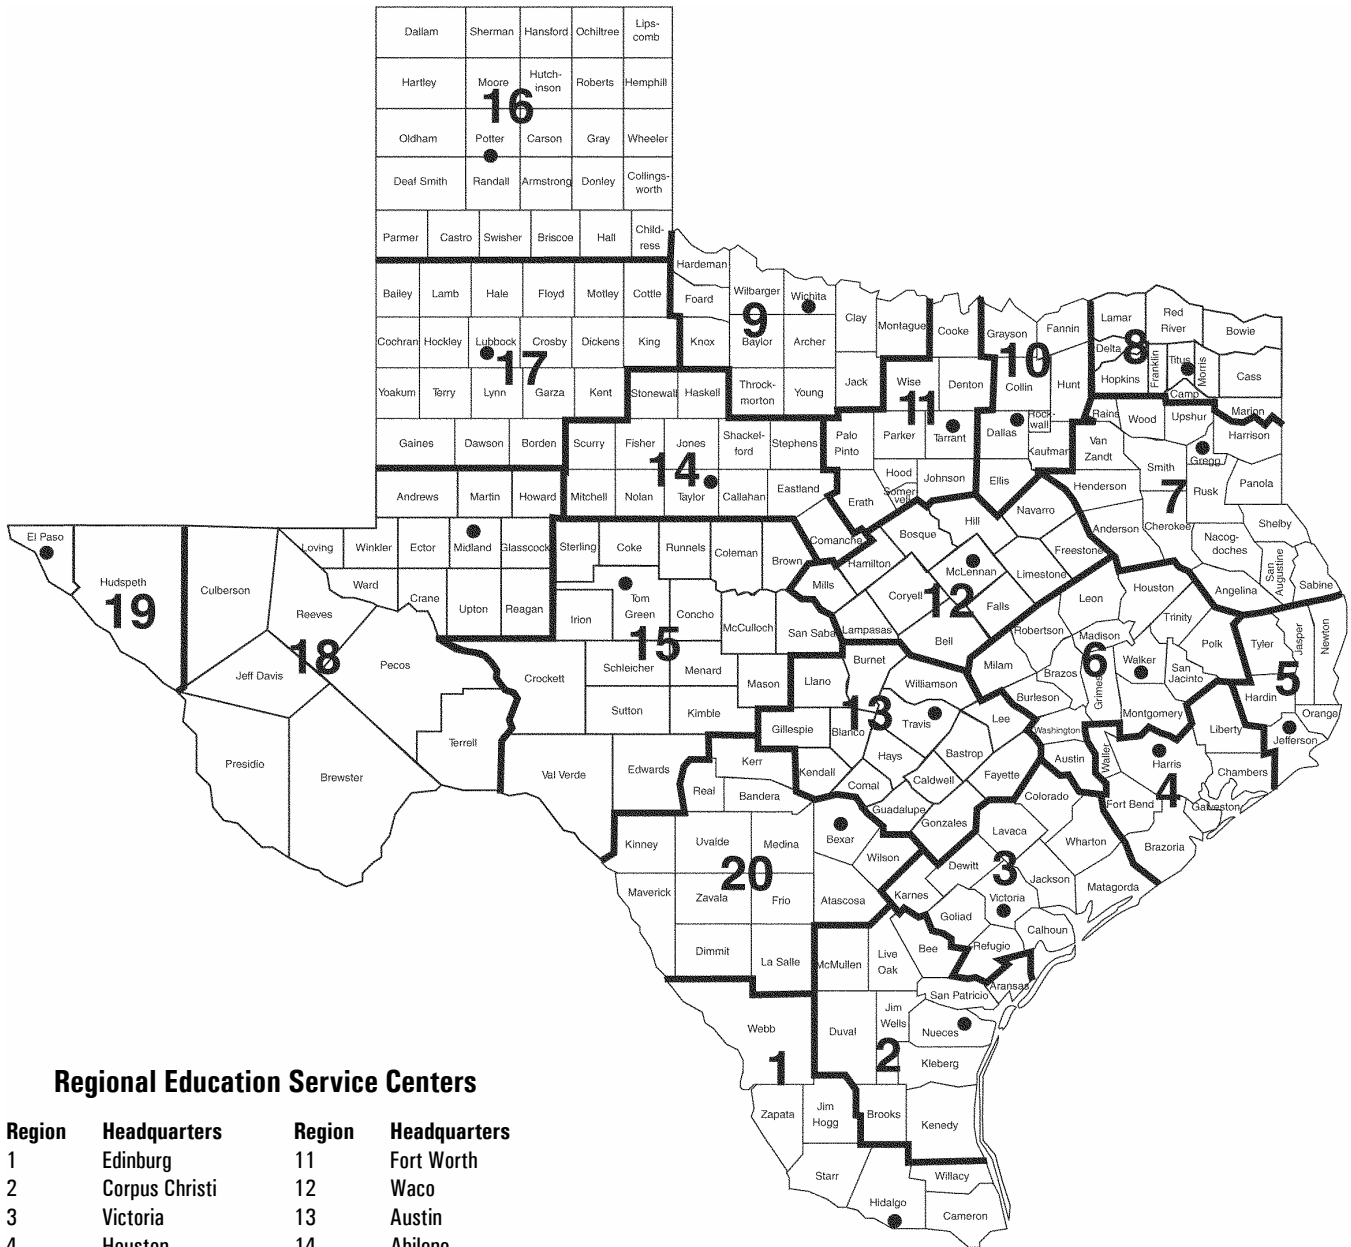 Dallam Sherman Hansford Ochiltree Lips-
comb
Hartley Moore Hutch-
inson Roberts Hemphill
16
Oldham Potter Carson Gray Wheeler
Deaf Smith Randall Armstrong Donley Collings-
worth
Parmer Castro Swisher Briscoe Hall Child-
ress
Hardeman
Bailey Lamb Hale Floyd Motley Cottle Foard Wilbarger Wichita
9
Clay Montague Cooke Grayson Fannin Lamar Red
River Bowie
Cochran Hockley Lubbock Crosby Dickens King Knox Baylor Archer
17
10
8
Delta Franklin Titus Morris Cass
Hopkins Camp
Yoakum Terry Lynn Garza Kent Stonewall Haskell Throck-
morton Young Jack Wise Denton Collin Hunt
11
Rains Wood Upshur Marion
Harrison
Gaines Dawson Borden Scurry Fisher Jones Shackel-
ford Stephens Palo
Pinto Parker Tarrant Dallas Rock-
wall Kaufman Van
Zandt Smith Gregg
14
7
Andrews Martin Howard Mitchell Nolan Taylor Callahan Eastland Erath Hood
Somer-
vell Johnson Ellis Henderson Rusk Panola
El Paso Hudspeth
19
Culberson Loving Winkler Ector Midland Glasscock Sterling Coke Runnels Coleman Brown Comanche Bosque Hill Navarro Anderson Cherokee Shelby
Nacog-
doches
Ward Crane Upton Reagan Irion Tom
Green Concho McCulloch Mills Hamilton McLennan Limestone Freestone San
Augustine Sabine
Reeves
18
Jeff Davis Pecos
15
Coryell
12
Falls Leon Houston Angelina
San Saba Lampasas Bell Robertson Madison Trinity Polk Tyler Jasper Newton
Crockett Schleicher Menard Mason Llano Burnet Milam Brazos
6
Grimes Walker San
Jacinto Hardin
5
Sutton Kimble Williamson Burleson Montgomery Liberty Orange
Jefferson
Presidio Brewster Terrell Val Verde Edwards Kerr Gillespie Blanco
13
Travis Lee Washington Austin Waller Harris
4
Chambers
Real Bandera Kendall Hays Comal Caldwell Bastrop Fayette Colorado Fort Bend Galveston
Kinney Uvalde Medina Bexar Guadalupe Gonzales Lavaca Wharton Brazoria
20
Wilson Dewitt
3
Jackson Matagorda
Maverick Zavala Frio Atascosa Karnes Goliad Victoria Calhoun
Dimmit La Salle McMullen Live
Oak Bee Refugio
Aransas
San Patricio
Webb
1
Duval Jim
Wells Nueces
2
Kleberg
Zapata Jim
Hogg Brooks Kenedy
Starr Hidalgo Willacy
Cameron
Regional Education Service Centers
Region Headquarters Region Headquarters
1 Edinburg 11 Fort Worth
2 Corpus Christi 12 Waco
3 Victoria 13 Austin
4 Houston 14 Abilene